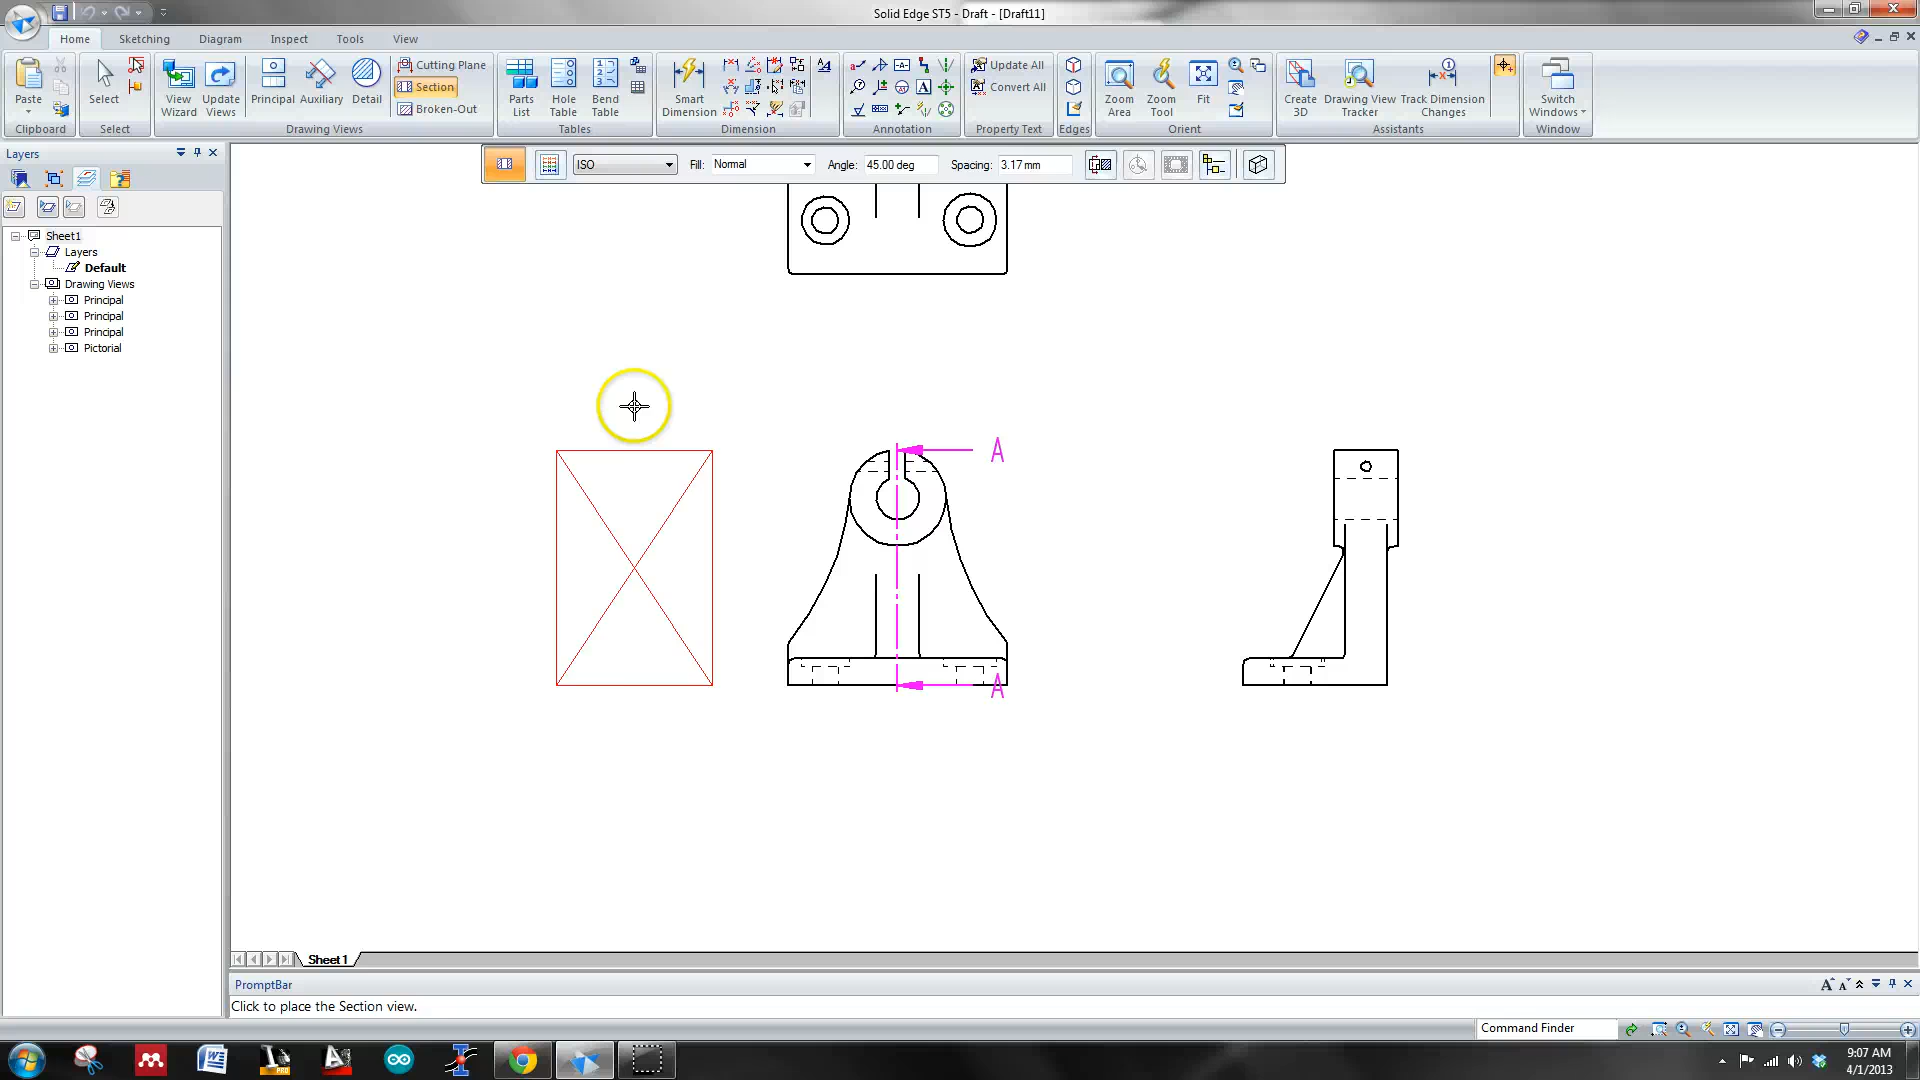 Solid Edge ST5 - Draft - [Draft11]
Home Sketching Diagram Inspect Tools View
Paste
Clipboard
Select
Select
View Wizard
Update Views
Principal
Auxiliary
Detail
Cutting Plane
Section
Broken-Out
Drawing Views
Parts List
Hole Table
Bend Table
Tables
Smart Dimension
Dimension
Annotation
Update All
Convert All
Property Text
Edges
Zoom Area
Zoom Tool
Fit
Orient
Create 3D
Drawing View Tracker
Track Dimension Changes
Assistants
Switch Windows
Window
Layers
ISO Fill: Normal Angle: 45.00 deg Spacing: 3.17 mm
Sheet1
Layers
Default
Drawing Views
Principal
Principal
Principal
Pictorial
A
A
Sheet1
PromptBar
Click to place the Section view.
Command Finder
9:07 AM
4/1/2013